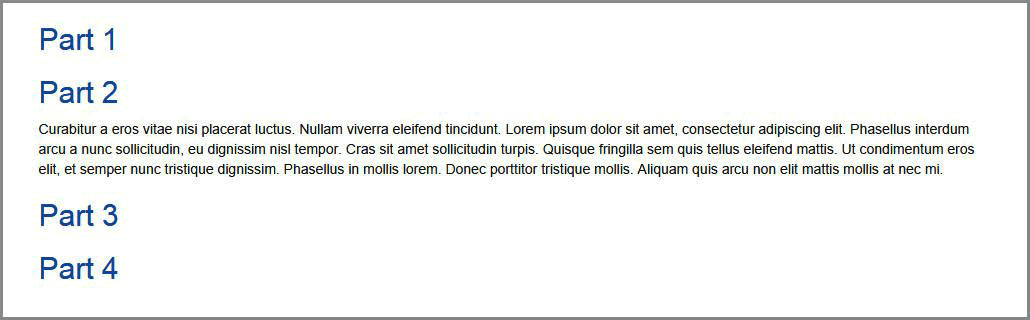 Part 1
Part 2
Curabitur a eros vitae nisi placerat luctus. Nullam viverra eleifend tincidunt. Lorem ipsum dolor sit amet, consectetur adipiscing elit. Phasellus interdum
arcu a nunc sollicitudin, eu dignissim nisl tempor. Cras sit amet sollicitudin turpis. Quisque fringilla sem quis tellus eleifend mattis. Ut condimentum eros
elit, et semper nunc tristique dignissim. Phasellus in mollis lorem. Donec porttitor tristique mollis. Aliquam quis arcu non elit mattis mollis at nec mi.
Part 3
Part 4